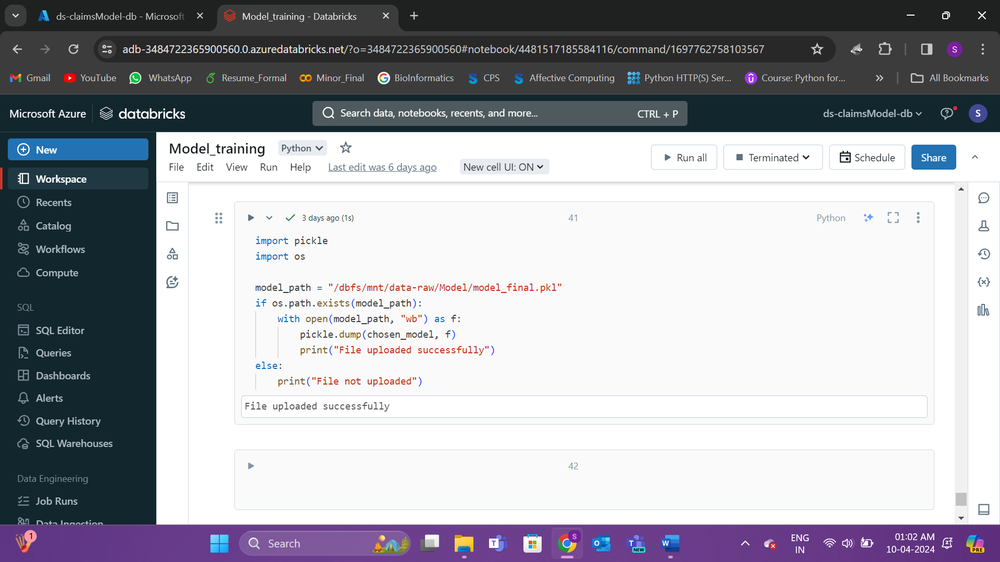 ds-claimsModel-db - Microsoft
Model_training - Databricks
adb-3484722365900560.0.azuredatabricks.net/?o=3484722365900560#notebook/4481517185584116/command/1697762758103567
S
Gmail
YouTube
WhatsApp
Resume_Formal
Minor_Final
BioInformatics
CPS
Affective Computing
Python HTTP(S) Ser...
Course: Python for...
All Bookmarks
Microsoft Azure
databricks
Search data, notebooks, recents, and more...
CTRL + P
ds-claimsModel-db
S
New
Workspace
Recents
Catalog
Workflows
Compute
SQL
SQL Editor
Queries
Dashboards
Alerts
Query History
SQL Warehouses
Data Engineering
Job Runs
Data Ingestion
Model_training
Python
File
Edit
View
Run
Help
Last edit was 6 days ago
New cell UI: ON
Run all
Terminated
Schedule
Share
3 days ago (1s)
41
Python
import pickle
import os
model_path = "/dbfs/mnt/data-raw/Model/model_final.pkl"
if os.path.exists(model_path):
with open(model_path, "wb") as f:
pickle.dump(chosen_model, f)
print("File uploaded successfully")
else:
print("File not uploaded")
File uploaded successfully
42
1
Search
S
NEW
ENG
IN
01:02 AM
10-04-2024
PRE